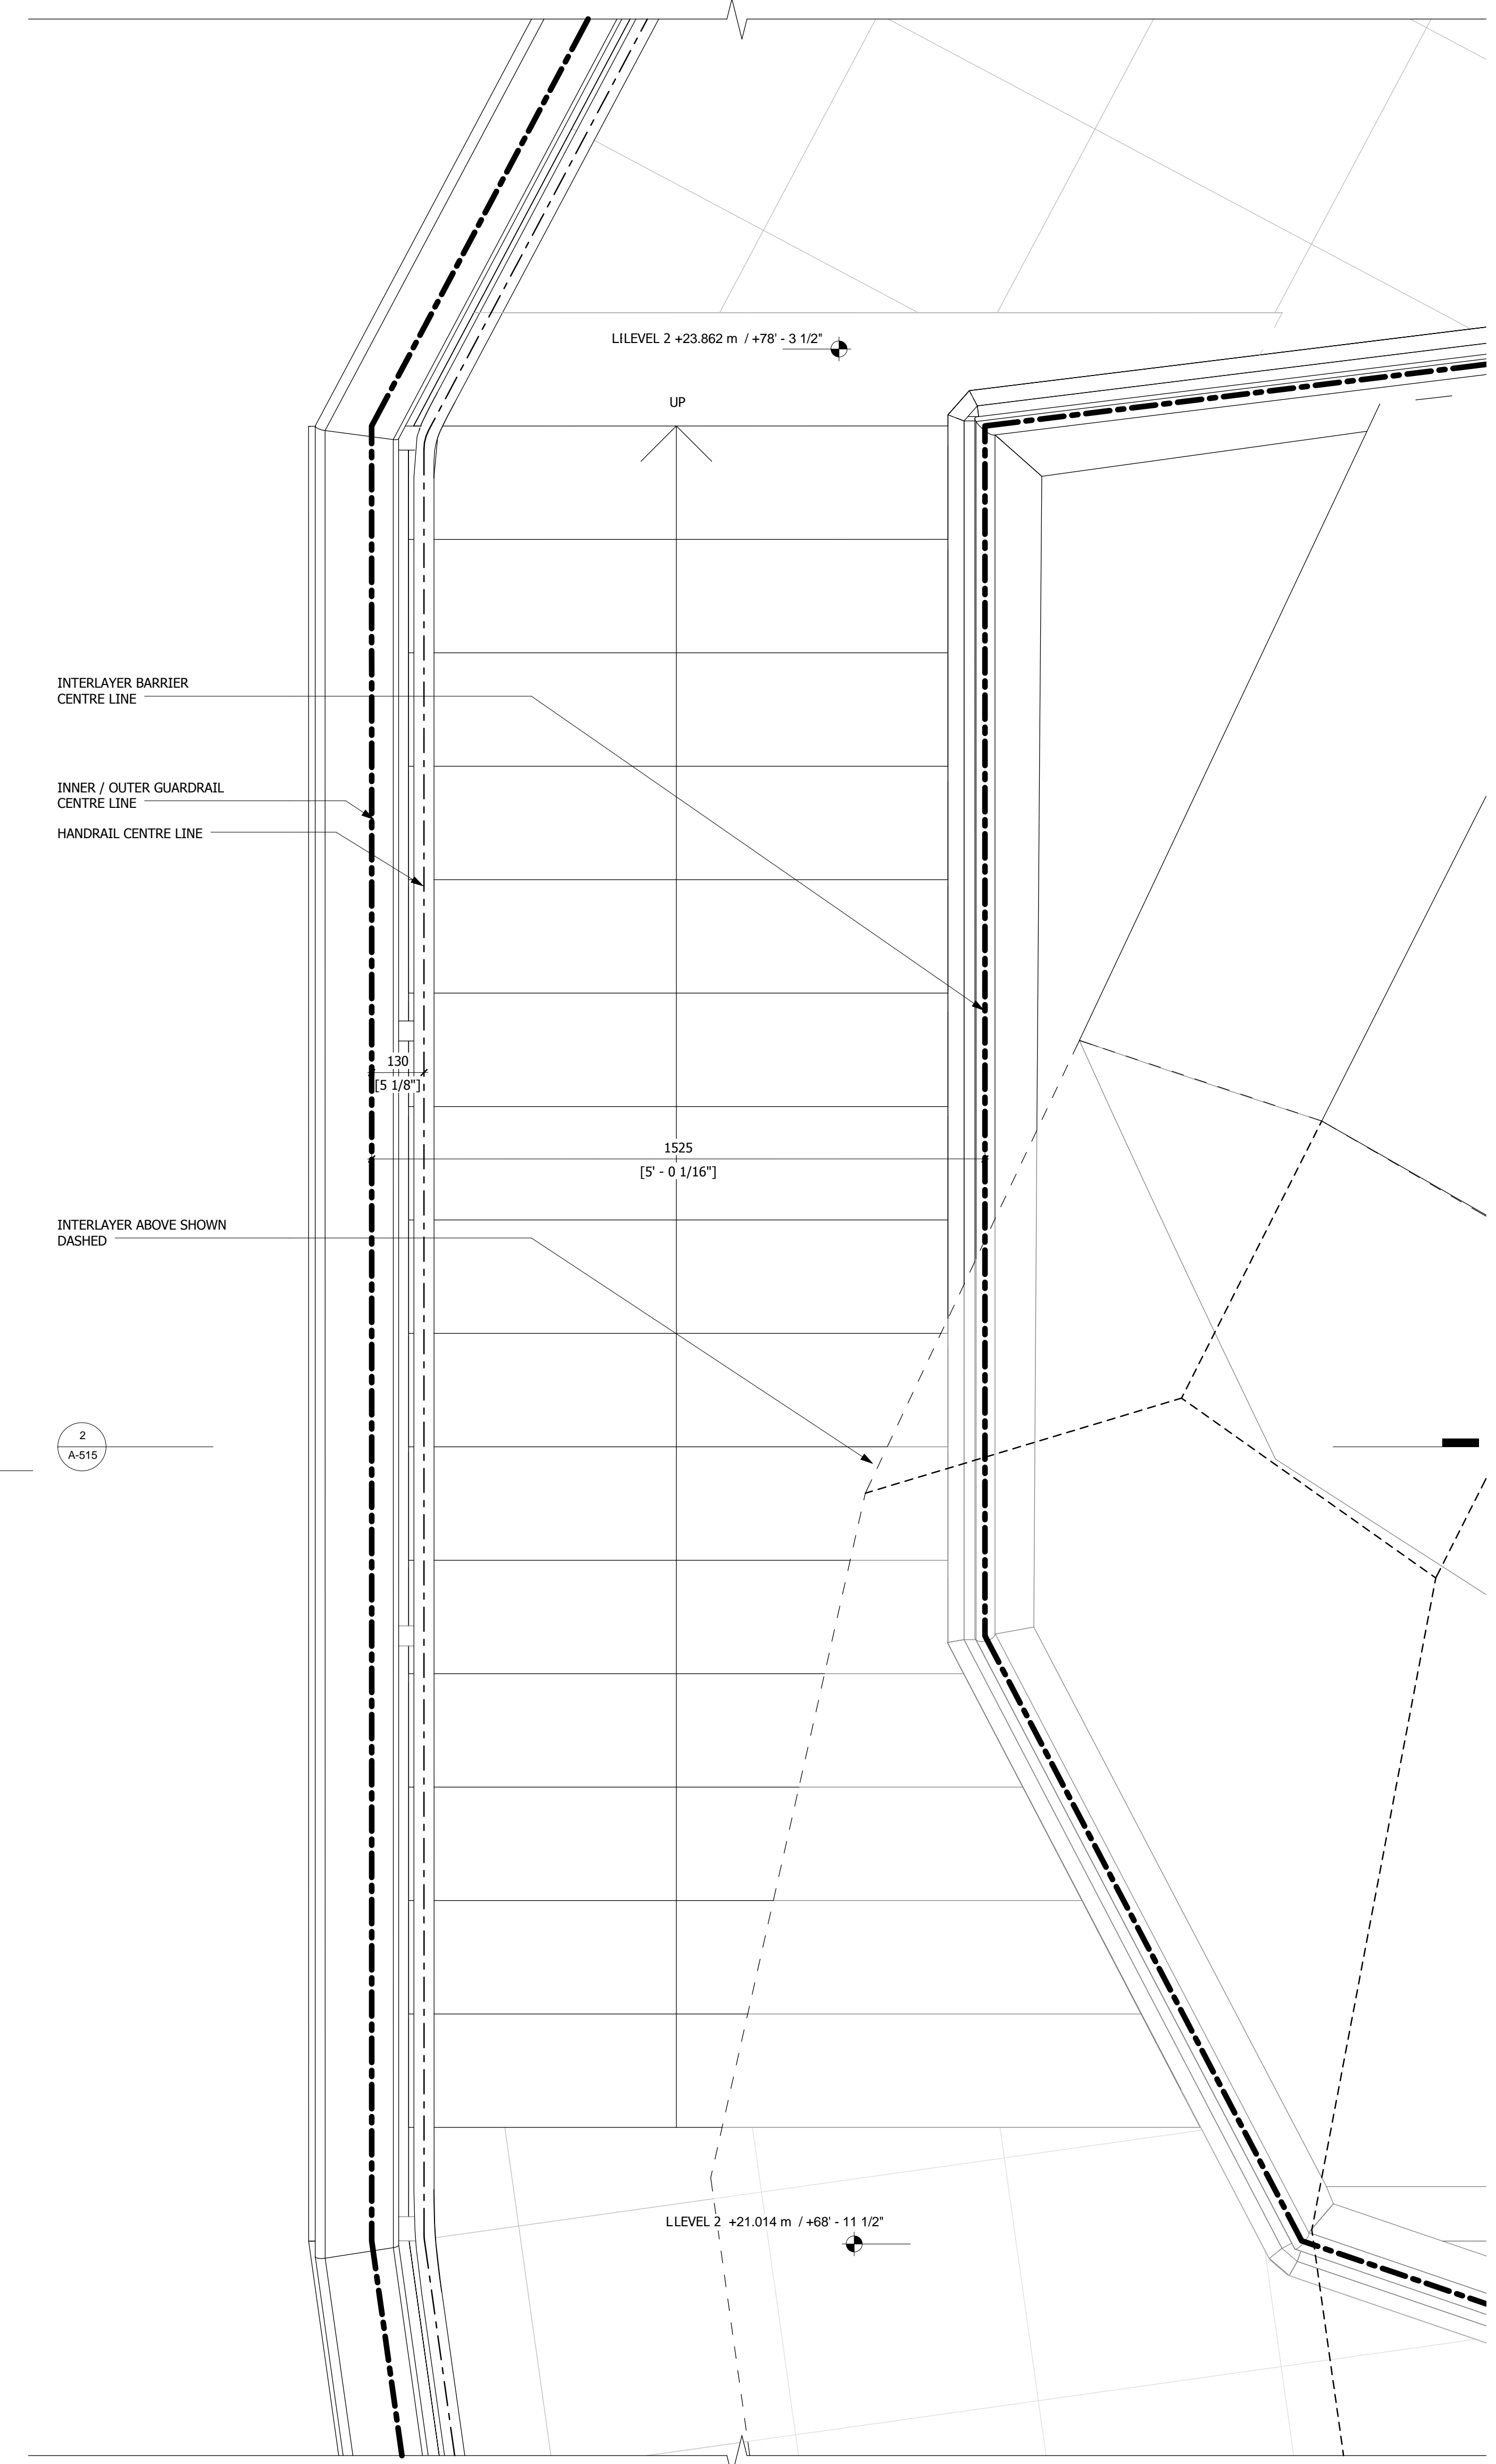 LILEVEL 2 +23.862 m / +78' - 3 1/2"
UP
INTERLAYER BARRIER
CENTRE LINE
INNER / OUTER GUARDRAIL
CENTRE LINE
HANDRAIL CENTRE LINE
130
[5 1/8"]
1525
[5' - 0 1/16"]
INTERLAYER ABOVE SHOWN
DASHED
2
A-515
LLEVEL 2 +21.014 m / +68' - 11 1/2"